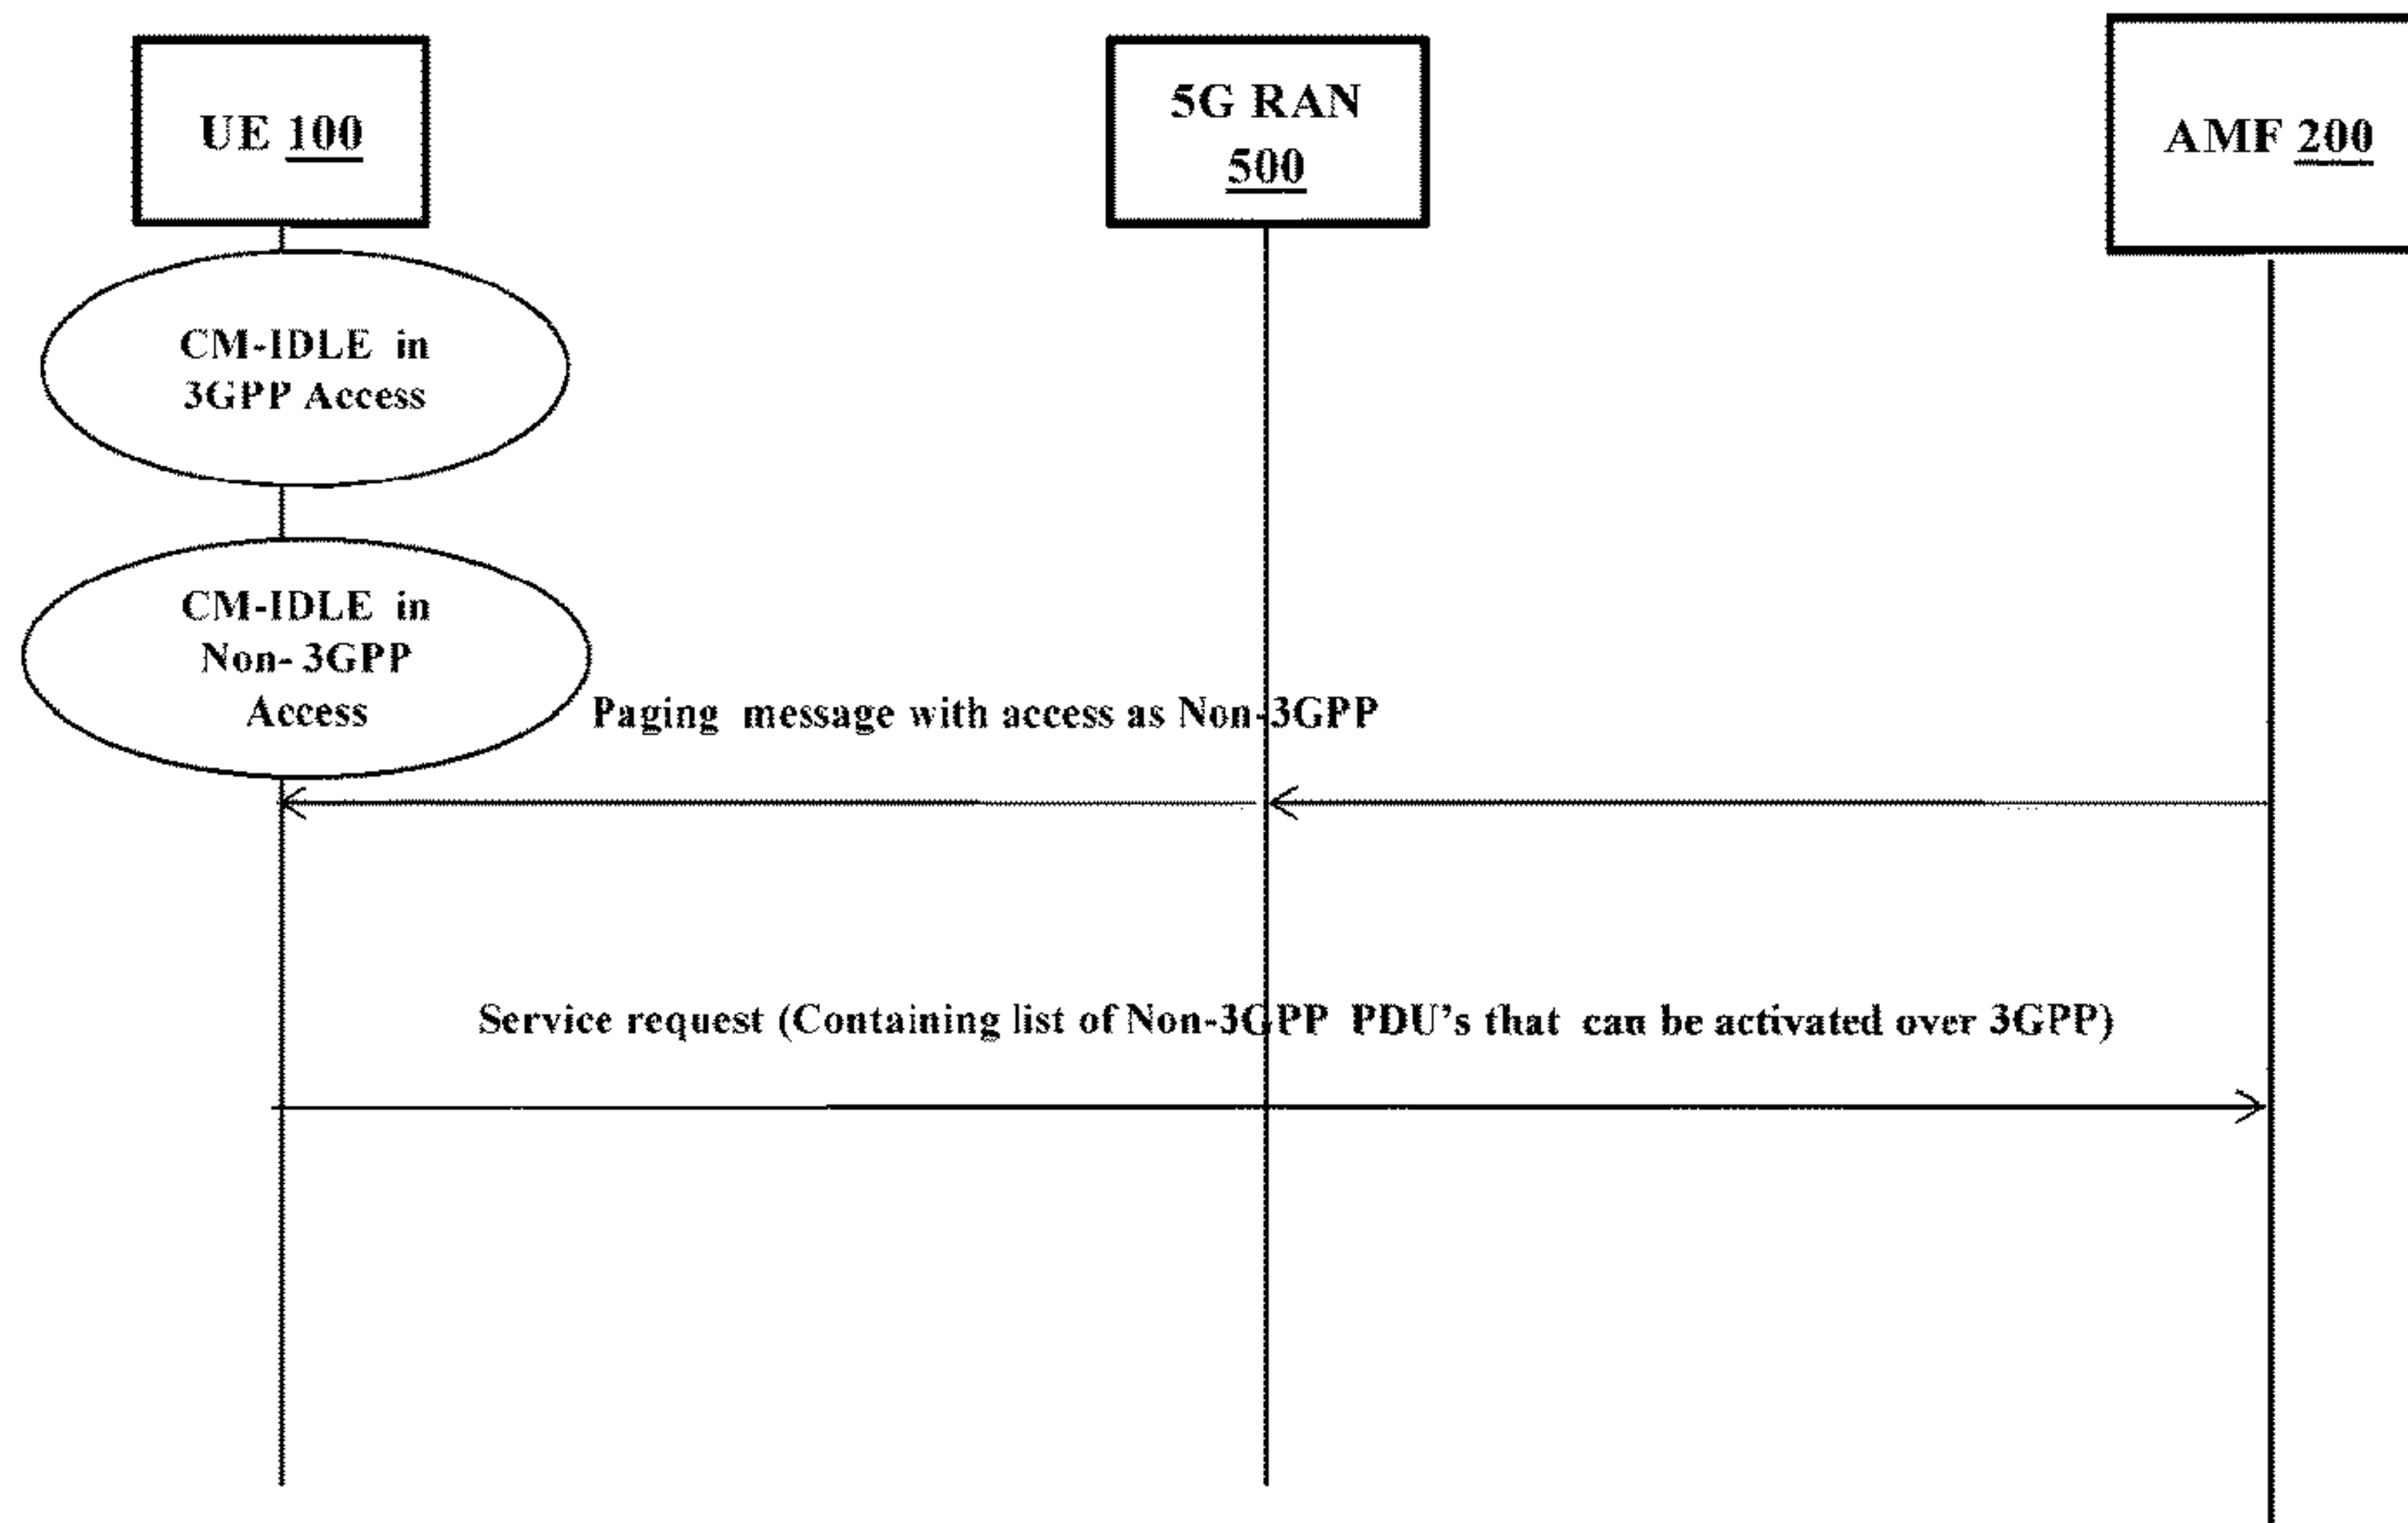 UE 100
5G RAN
500
AMF 200
CM-IDLE in
3GPP Access
CM-IDLE in
Non- 3GPP
Access
Paging message with access as Non-3GPP
Service request (Containing list of Non-3GPP PDU's that can be activated over 3GPP)